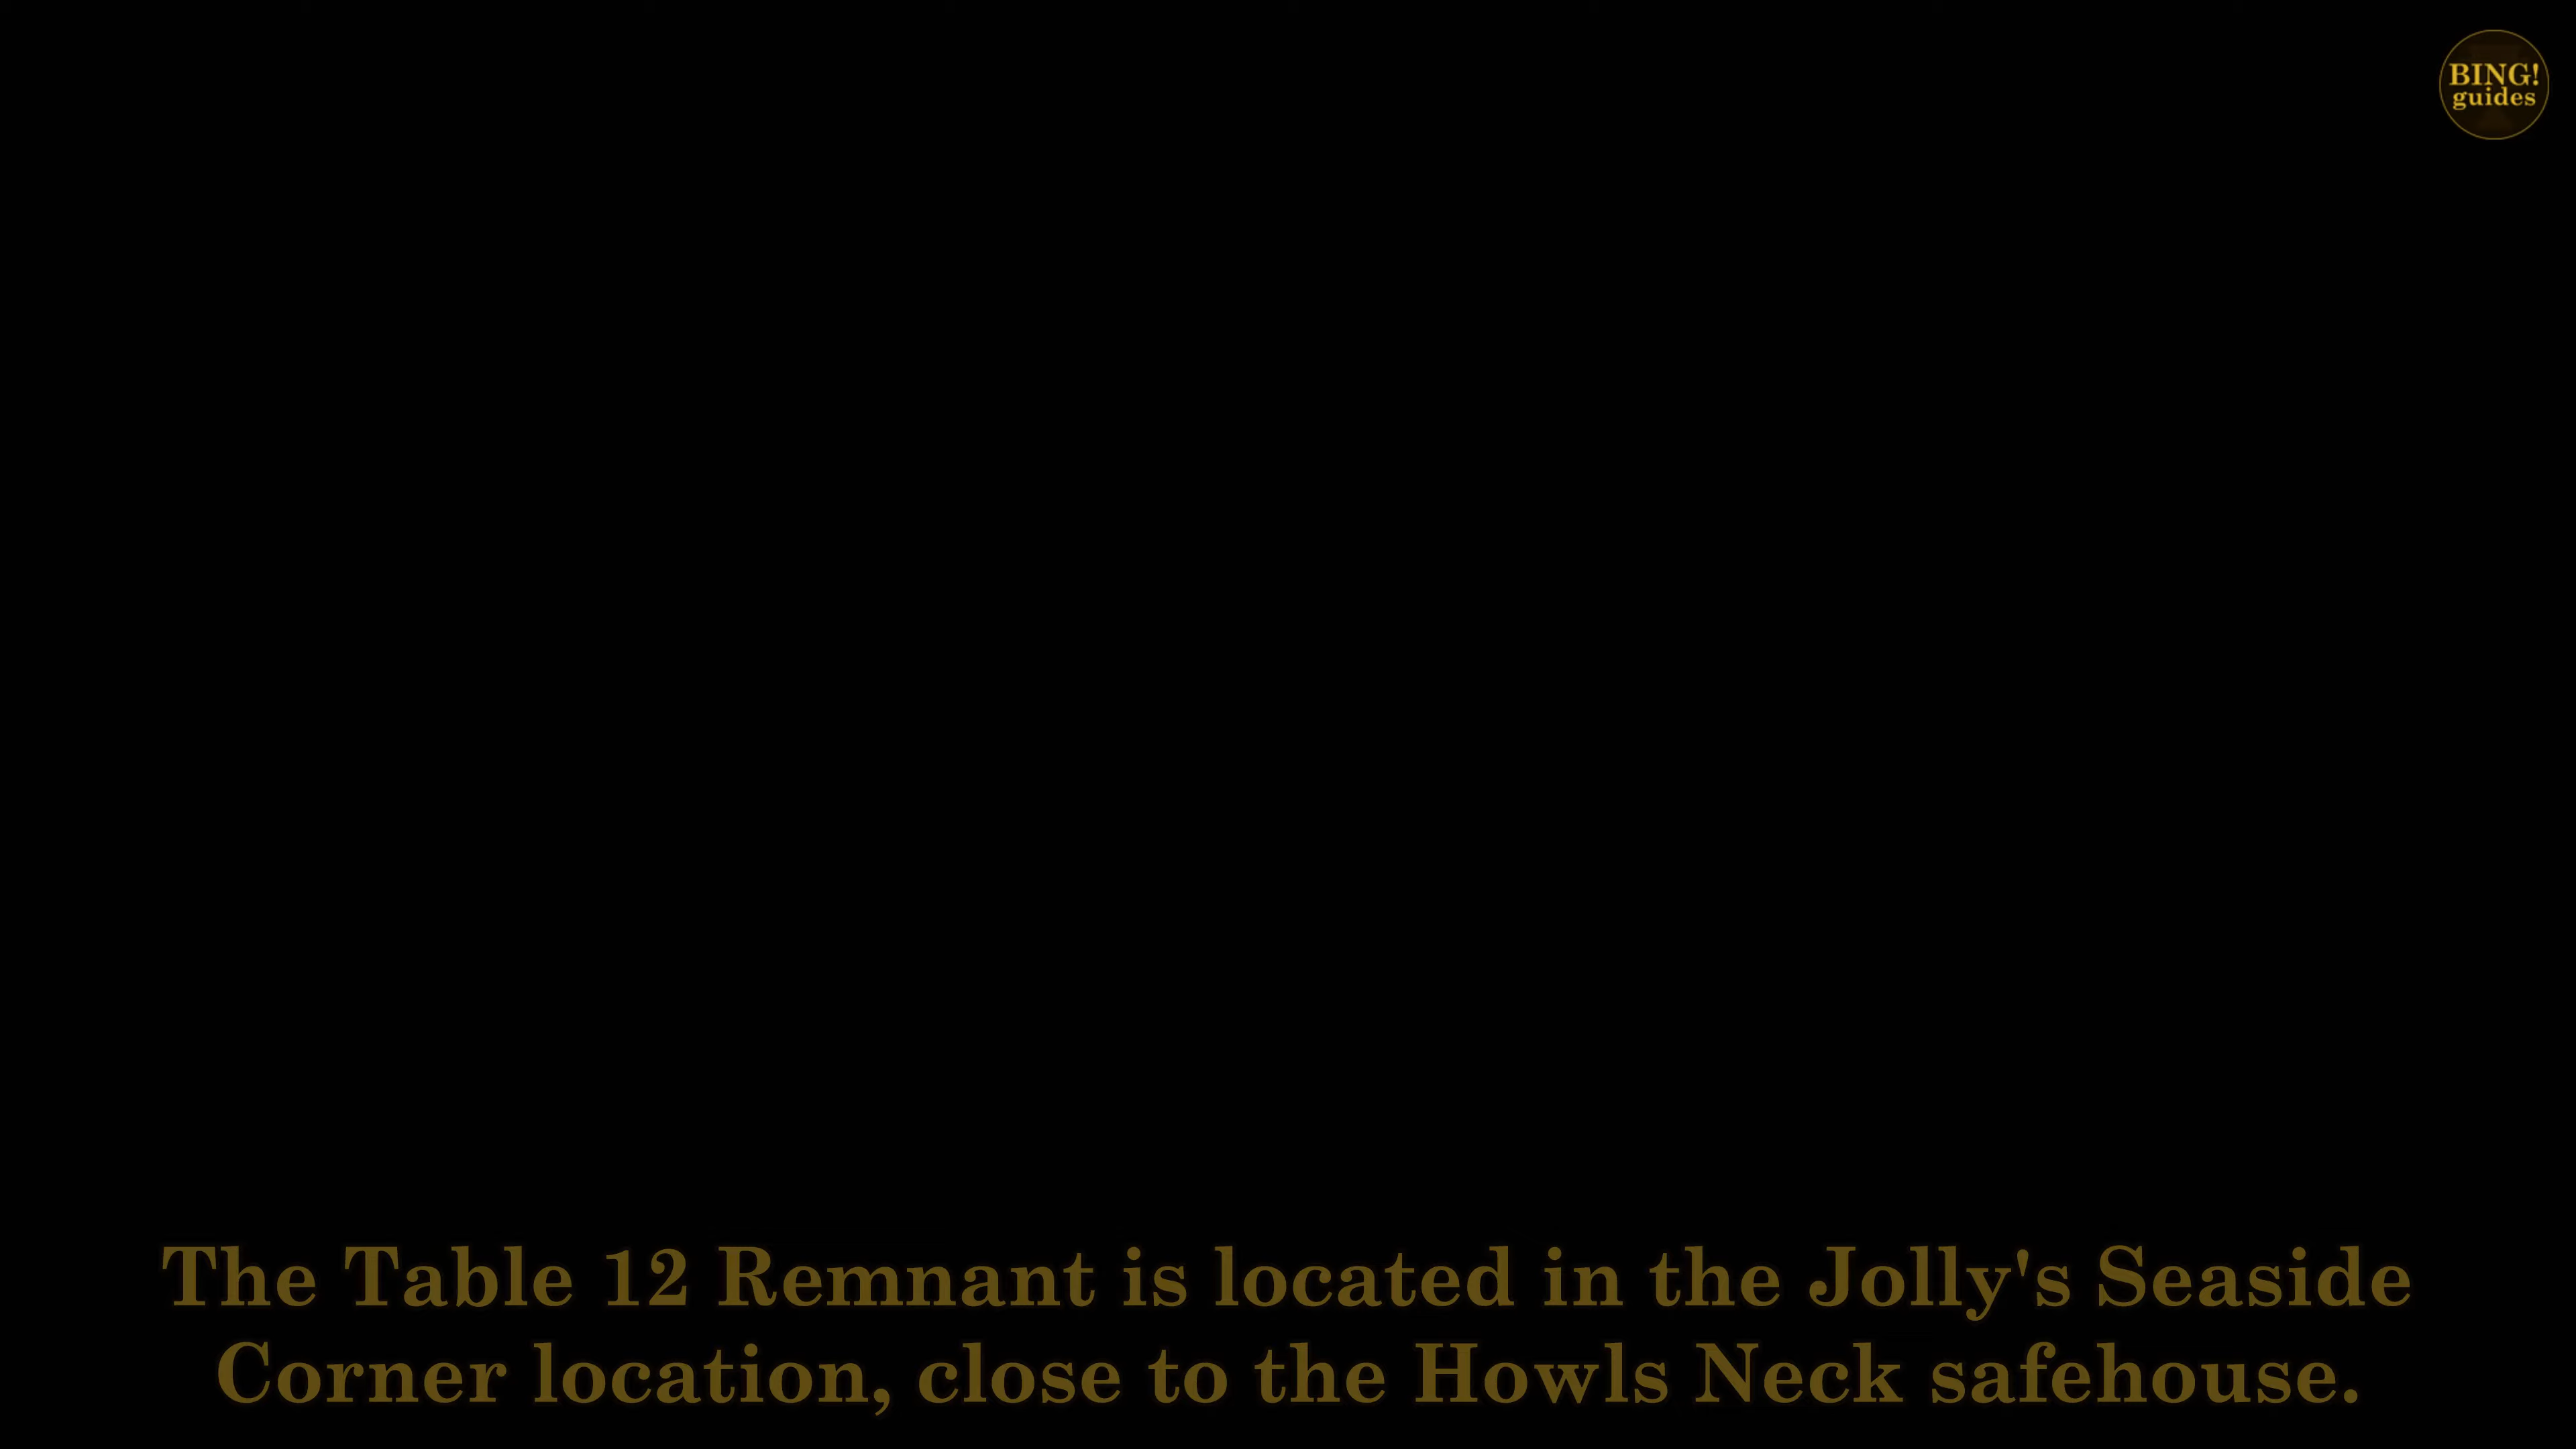 BING!
guides
The Table 12 Remnant is located in the Jolly's Seaside
Corner location, close to the Howls Neck safehouse.